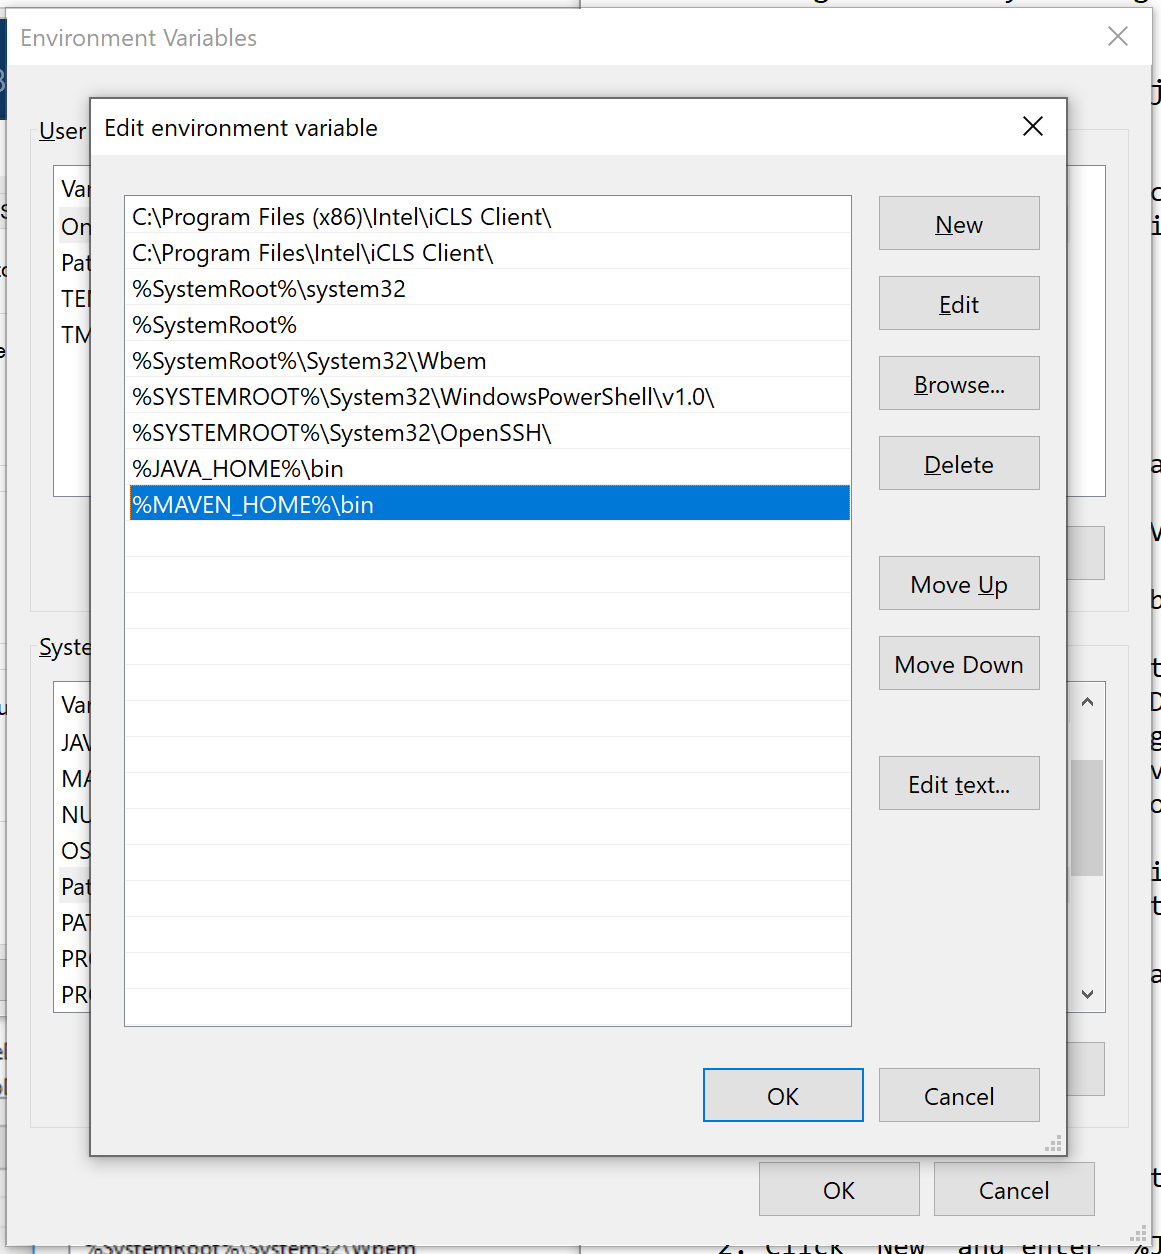 Environment Variables
User
Edit environment variable
C:\Program Files (x86)\Intel\iCLS Client\
C:\Program Files\Intel\iCLS Client\
%SystemRoot%\system32
%SystemRoot%
%SystemRoot%\System32\Wbem
%SYSTEMROOT%\System32\WindowsPowerShell\v1.0\
%SYSTEMROOT%\System32\OpenSSH\
%JAVA_HOME%\bin
%MAVEN_HOME%\bin
New
Edit
Browse...
Delete
Move Up
Move Down
Edit text...
OK
Cancel
Var
On
Pat
TE
TM
Syste
Var
JAV
MA
NU
OS
Pat
PAT
PR
PR
OK
Cancel
%SystemRoot%\System32\Wbem
2. Click New and enter %J